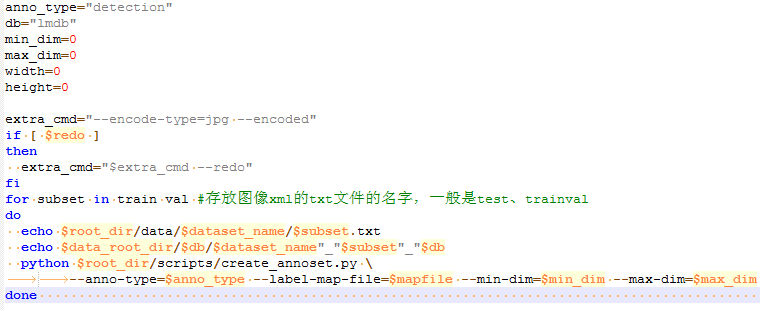 anno_type="detection"
db="lmdb"
min_dim=0
max_dim=0
width=0
height=0
extra_cmd="--encode-type=jpg --encoded"
if [ $redo ]
then
  extra_cmd="$extra_cmd --redo"
fi
for subset in train val #存放图像xml的txt文件的名字，一般是test、trainval
do
  echo $root_dir/data/$dataset_name/$subset.txt
  echo $data_root_dir/$db/$dataset_name"_"$subset"_"$db
  python $root_dir/scripts/create_annoset.py \
    --anno-type=$anno_type --label-map-file=$mapfile --min-dim=$min_dim --max-dim=$max_dim
done